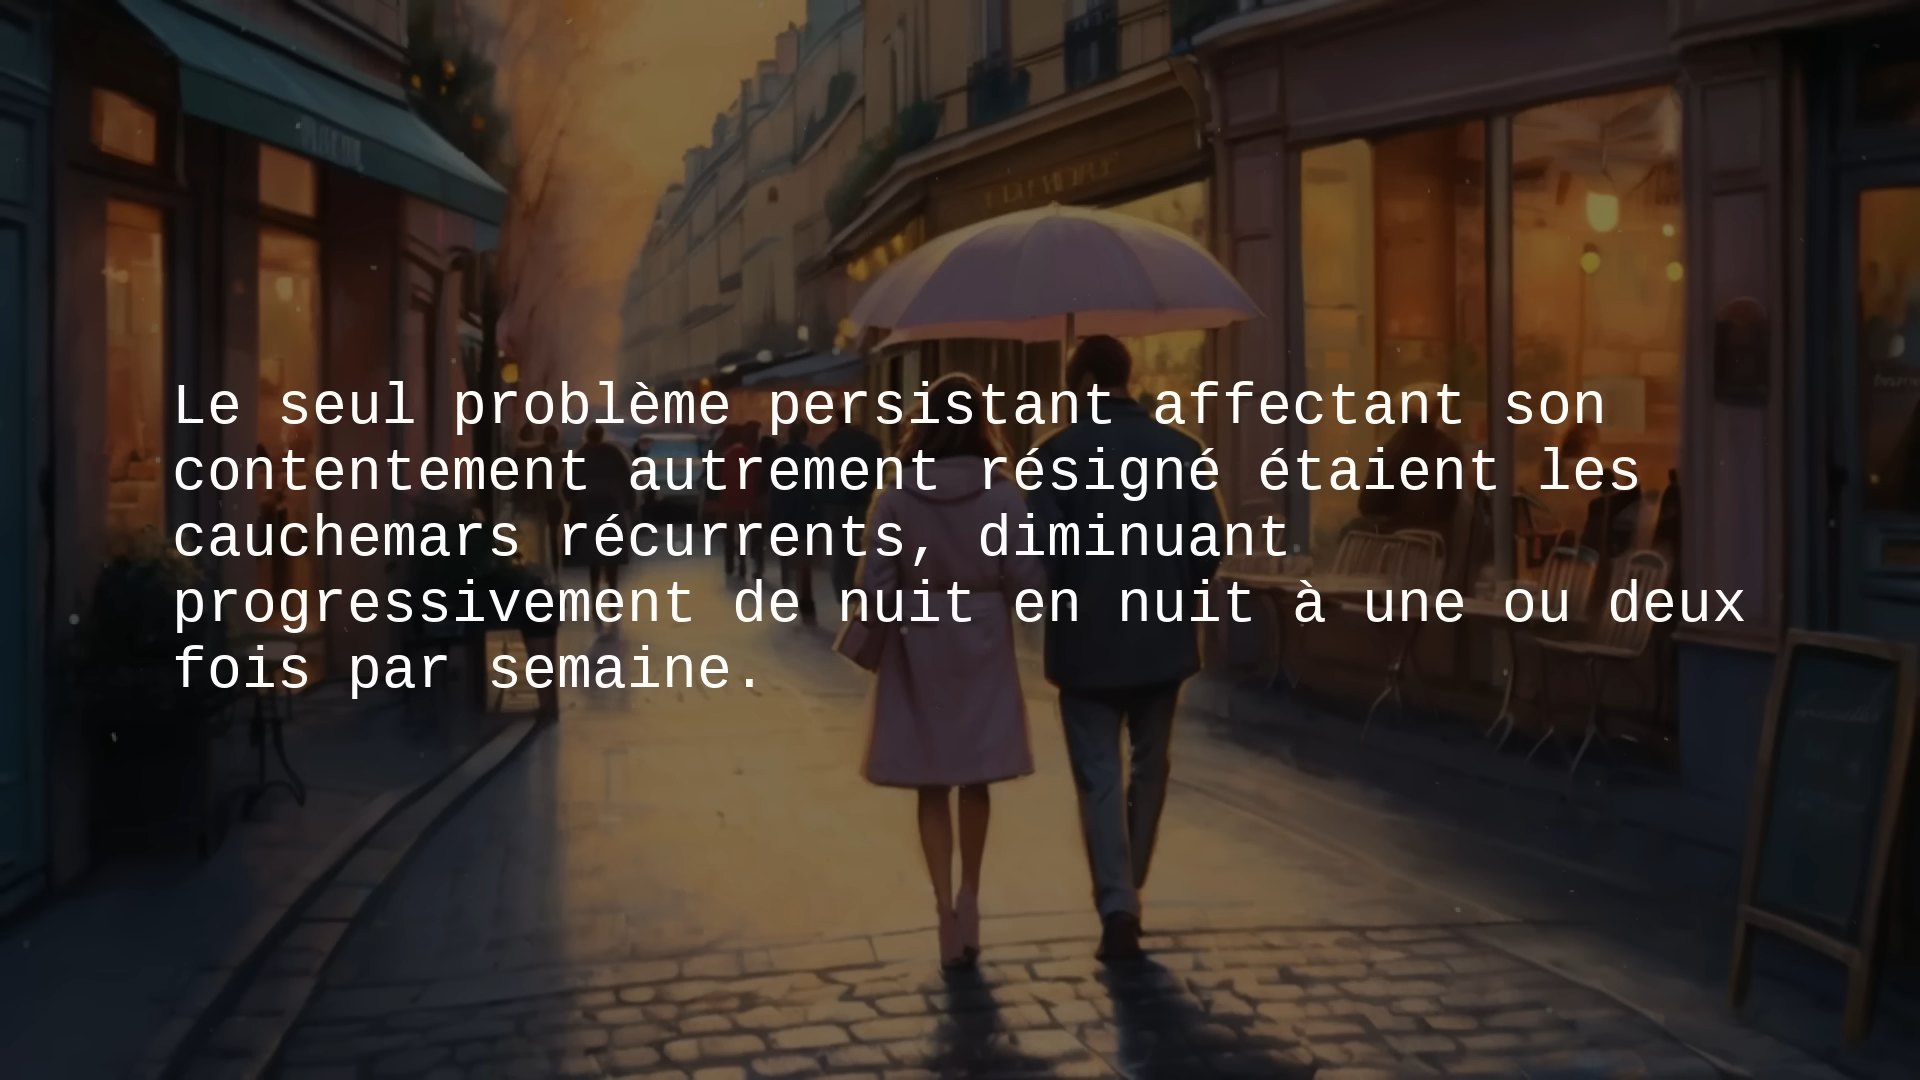 Le seul problème persistant affectant son
contentement autrement résigné étaient les
cauchemars récurrents, diminuant
progressivement de nuit en nuit à une ou deux
fois par semaine.